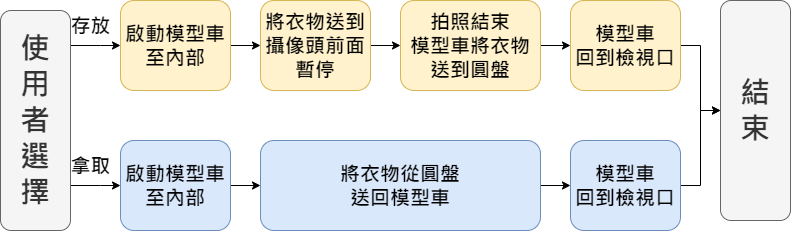 使用者選擇
存放
啟動模型車
至內部
將衣物送到
攝像頭前面
暫停
拍照結束
模型車將衣物
送到圓盤
模型車
回到檢視口
拿取
啟動模型車
至內部
將衣物從圓盤
送回模型車
模型車
回到檢視口
結束